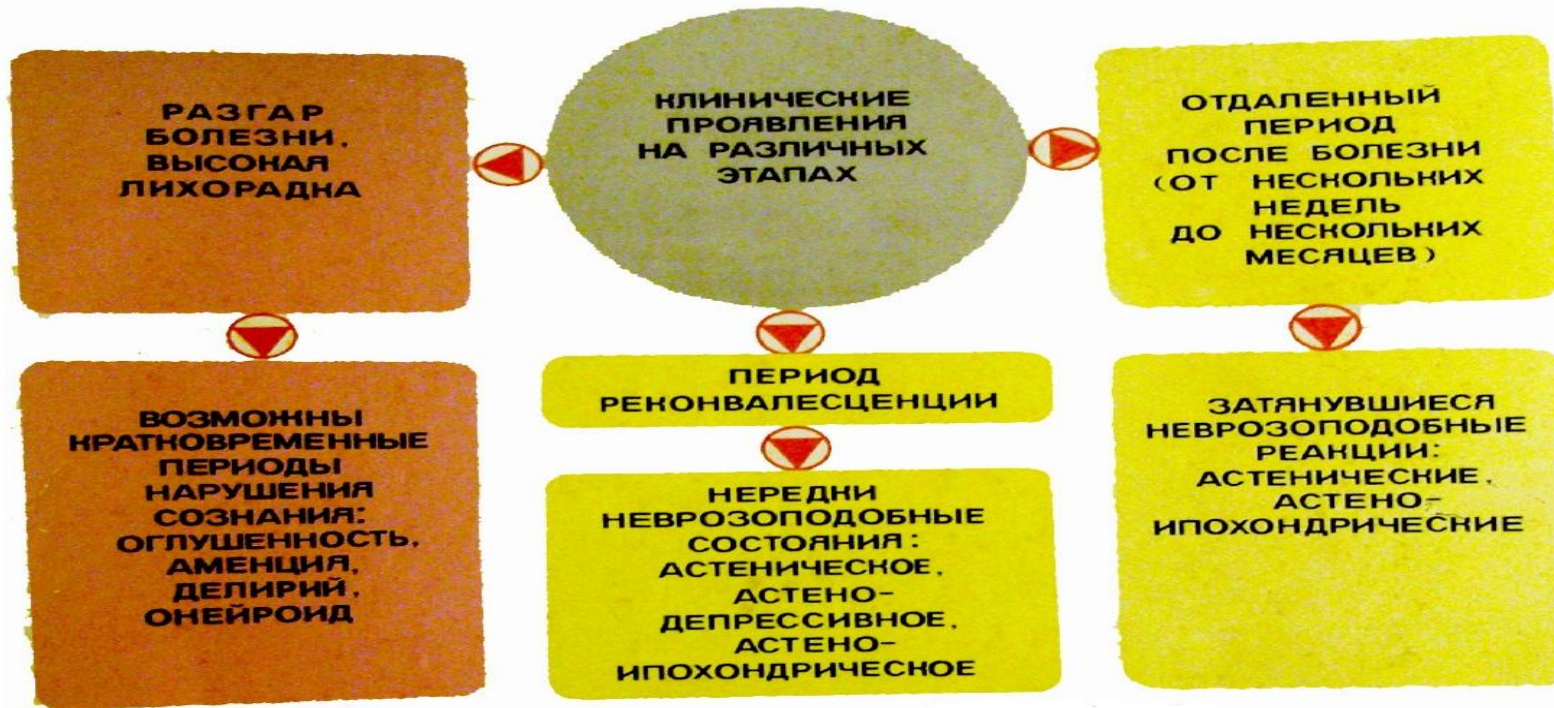 РАЗГАР
БОЛЕЗНИ,
ВЫСОКАЯ
ЛИХОРАДКА
КЛИНИЧЕСКИЕ
ПРОЯВЛЕНИЯ
НА РАЗЛИЧНЫХ
ЭТАПАХ
ОТДАЛЕННЫЙ
ПЕРИОД
ПОСЛЕ БОЛЕЗНИ
(ОТ НЕСКОЛЬКИХ
НЕДЕЛЬ
ДО НЕСКОЛЬКИХ
МЕСЯЦЕВ)
ВОЗМОЖНЫ
КРАТКОВРЕМЕННЫЕ
ПЕРИОДЫ
НАРУШЕНИЯ
СОЗНАНИЯ:
ОГЛУШЕННОСТЬ,
АМЕНЦИЯ,
ДЕЛИРИЙ,
ОНЕЙРОИД
ПЕРИОД
РЕКОНВАЛЕСЦЕНЦИИ
НЕРЕДКИ
НЕВРОЗОПОДОБНЫЕ
СОСТОЯНИЯ:
АСТЕНИЧЕСКОЕ,
АСТЕНО-
ДЕПРЕССИВНОЕ,
АСТЕНО-
ИПОХОНДРИЧЕСКОЕ
ЗАТЯНУВШИЕСЯ
НЕВРОЗОПОДОБНЫЕ
РЕАКЦИИ:
АСТЕНИЧЕСКИЕ,
АСТЕНО-
ИПОХОНДРИЧЕСКИЕ